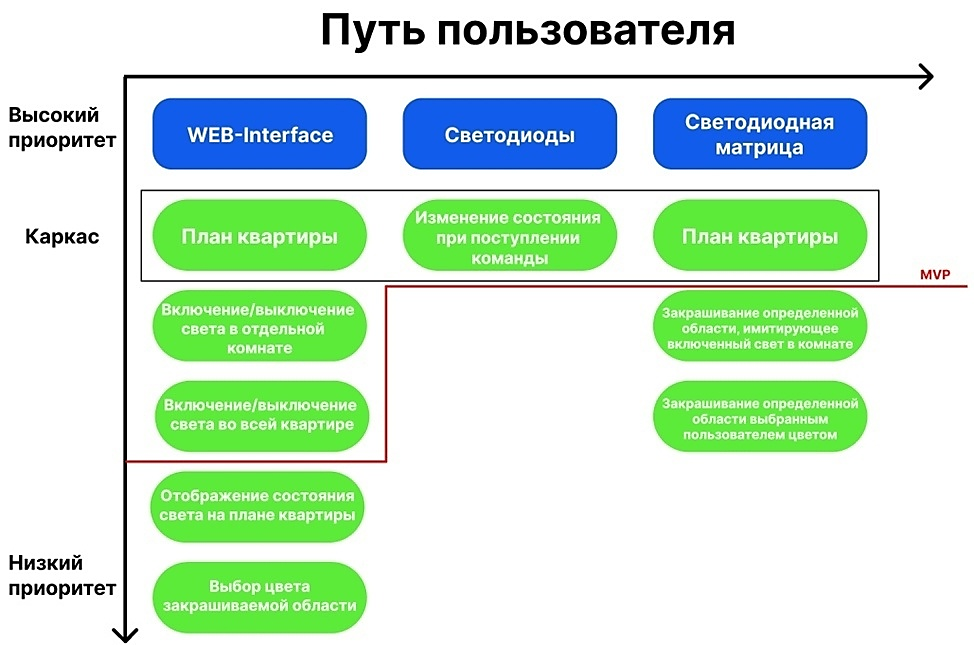 Путь пользователя
Высокий
приоритет
WEB-Interface
Светодиоды
Светодиодная
матрица
Каркас
План квартиры
Изменение состояния
при поступлении
команды
План квартиры
MVP
Включение/выключение
света в отдельной
комнате
Закрашивание определенной
области, имитирующее
включенный свет в комнате
Включение/выключение
света во всей квартире
Закрашивание определенной
области выбранным
пользователем цветом
Отображение состояния
света на плане квартиры
Низкий
приоритет
Выбор цвета
закрашиваемой области